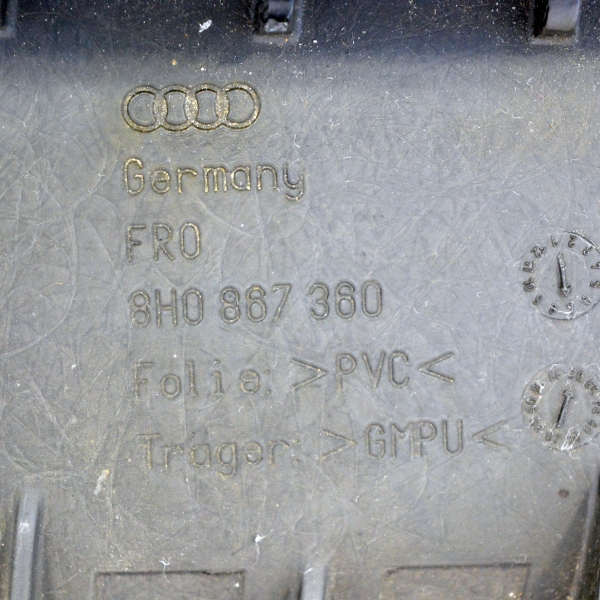 Germany
FRO
8H0 867 360
Folie: >PVC<
Träger: >GMPU<